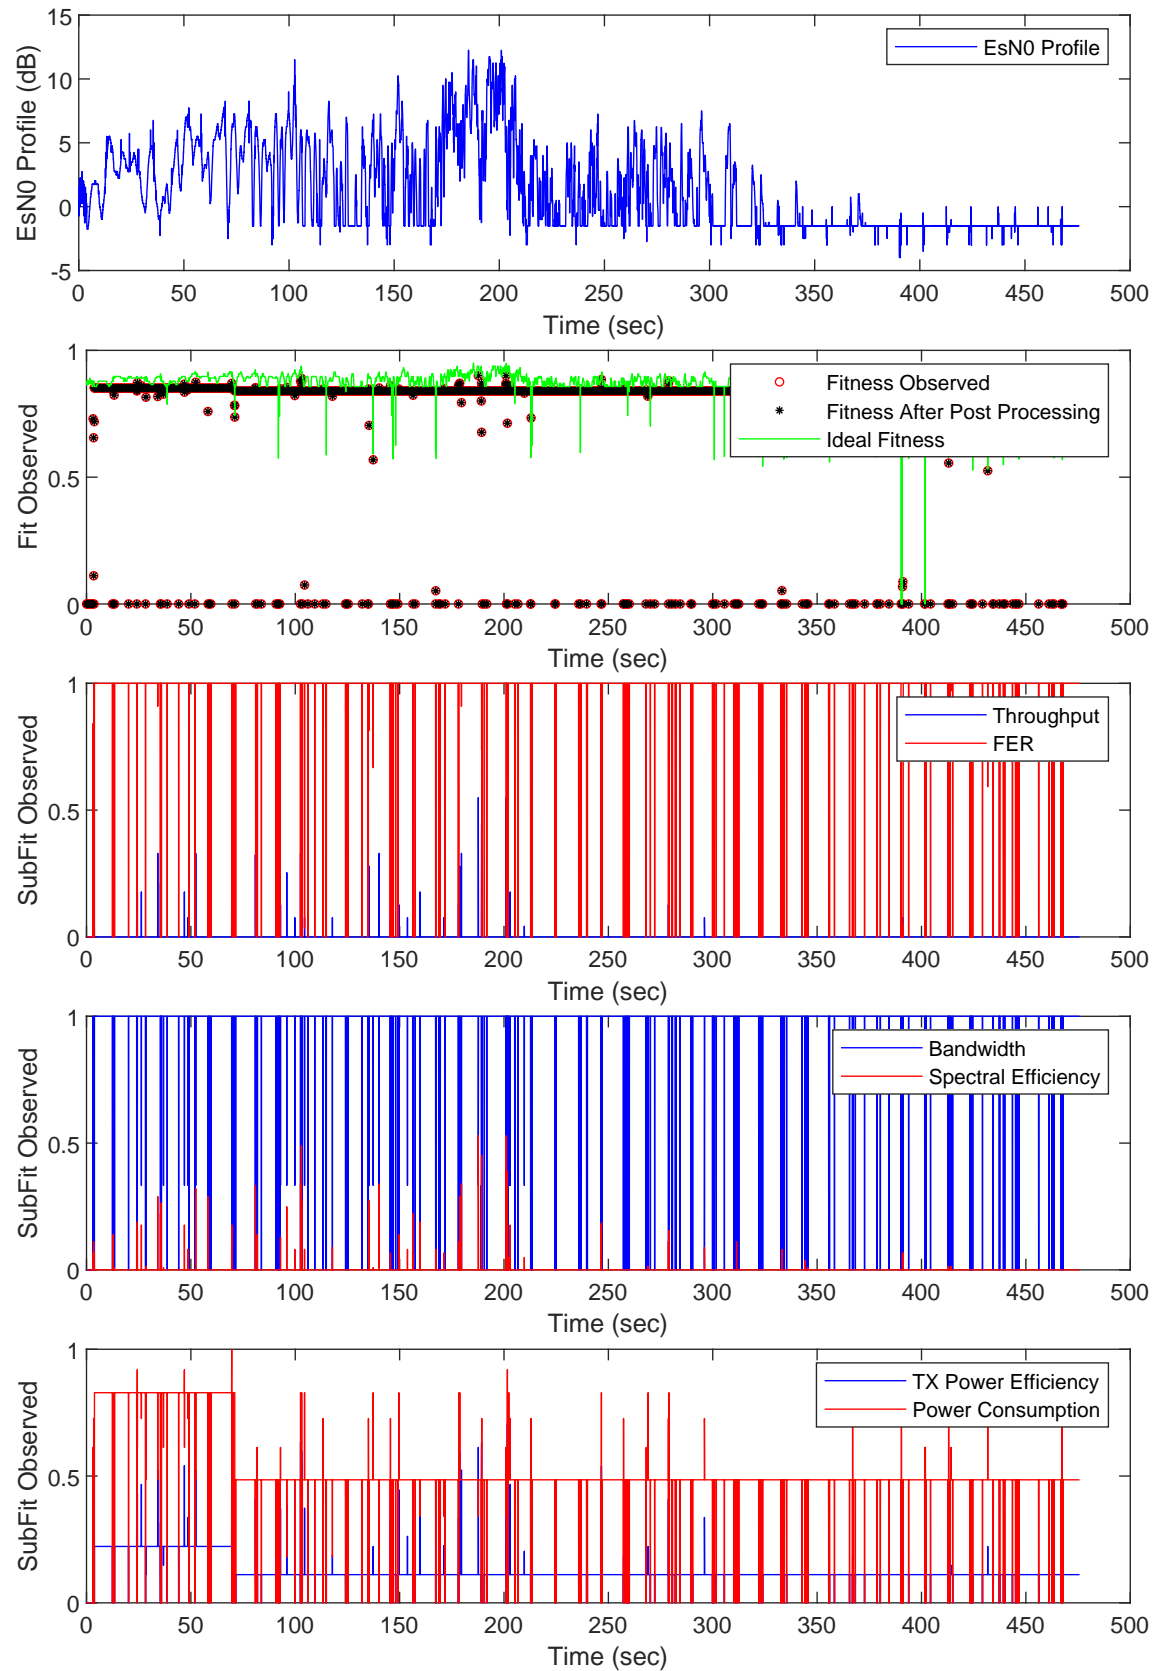 EsN0 Profile (dB)
15
10
5
0
-5
EsN0 Profile
0 50 100 150 200 250 300 350 400 450 500
Time (sec)
Fit Observed
1
0.5
0
Fitness Observed
Fitness After Post Processing
Ideal Fitness
0 50 100 150 200 250 300 350 400 450 500
Time (sec)
SubFit Observed
1
0.5
0
Throughput
FER
0 50 100 150 200 250 300 350 400 450 500
Time (sec)
SubFit Observed
1
0.5
0
Bandwidth
Spectral Efficiency
0 50 100 150 200 250 300 350 400 450 500
Time (sec)
SubFit Observed
1
0.5
0
TX Power Efficiency
Power Consumption
0 50 100 150 200 250 300 350 400 450 500
Time (sec)